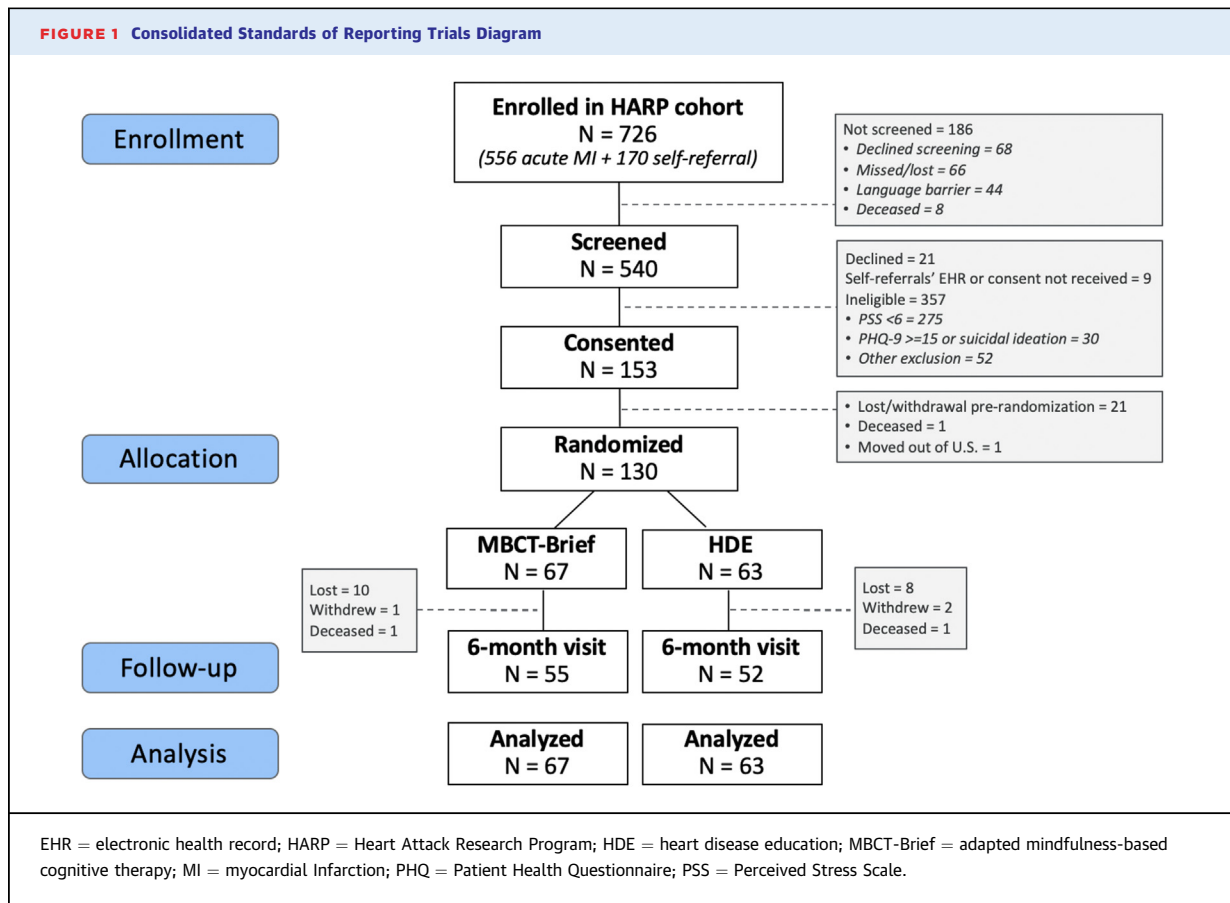 FIGURE 1 Consolidated Standards of Reporting Trials Diagram
Enrollment
Enrolled in HARP cohort
N = 726
(556 acute MI + 170 self-referral)
Not screened = 186
• Declined screening = 68
• Missed/lost = 66
• Language barrier = 44
• Deceased = 8
Screened
N = 540
Declined = 21
Self-referrals' EHR or consent not received = 9
Ineligible = 357
• PSS <6 = 275
• PHQ-9 >=15 or suicidal ideation = 30
• Other exclusion = 52
Consented
N = 153
• Lost/withdrawal pre-randomization = 21
• Deceased = 1
• Moved out of U.S. = 1
Allocation
Randomized
N = 130
MBCT-Brief
N = 67
HDE
N = 63
Lost = 10
Withdrew = 1
Deceased = 1
Lost = 8
Withdrew = 2
Deceased = 1
Follow-up
6-month visit
N = 55
6-month visit
N = 52
Analysis
Analyzed
N = 67
Analyzed
N = 63
EHR = electronic health record; HARP = Heart Attack Research Program; HDE = heart disease education; MBCT-Brief = adapted mindfulness-based
cognitive therapy; MI = myocardial Infarction; PHQ = Patient Health Questionnaire; PSS = Perceived Stress Scale.